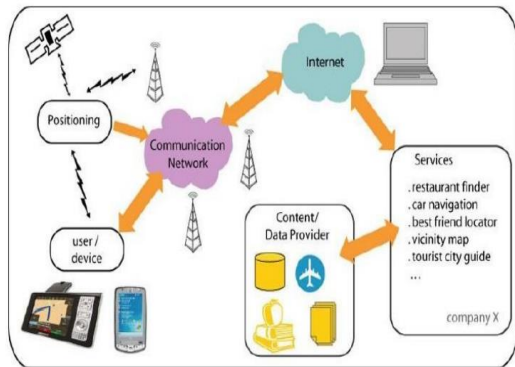 Internet
Positioning
Communication
Network
Services
.restaurant finder
.car navigation
.best friend locator
.vicinity map
.tourist city guide
...
company X
Content/
Data Provider
user /
device